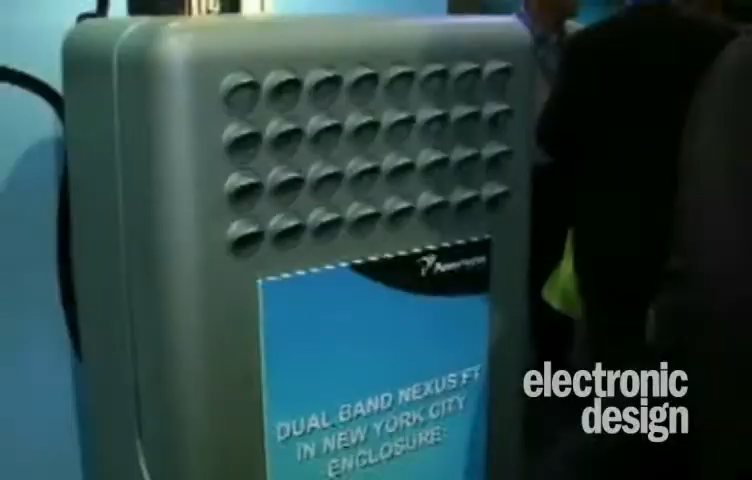 DUAL BAND NEXUS FT
IN NEW YORK CITY
ENCLOSURE
electronic
design